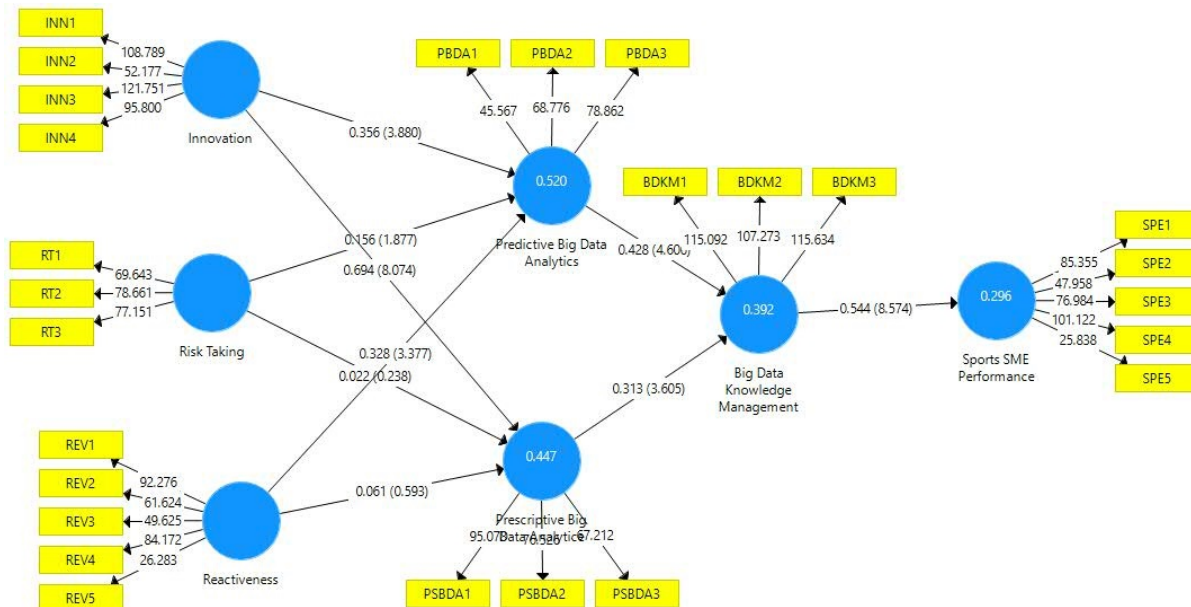 INN1
INN2
INN3
INN4
108.789
52.177
121.751
95.800
Innovation
RT1
RT2
RT3
69.643
78.661
77.151
Risk Taking
REV1
REV2
REV3
REV4
REV5
92.276
61.624
49.625
84.172
26.283
Reactiveness
0.356 (3.880)
0.156 (1.877)
0.694 (8.074)
0.328 (3.377)
0.022 (0.238)
0.061 (0.593)
PBDA1
PBDA2
PBDA3
45.567
68.776
78.862
0.520
Predictive Big Data
Analytics
0.447
Prescriptive Big
Data Analytics
67.212
PSBDA1
PSBDA2
PSBDA3
0.428
0.313 (3.605)
BDKM1
BDKM2
BDKM3
115.092
107.273
115.634
0.392
Big Data
Knowledge
Management
0.544 (8.574)
0.296
Sports SME
Performance
85.355
47.958
76.984
101.122
25.838
SPE1
SPE2
SPE3
SPE4
SPE5